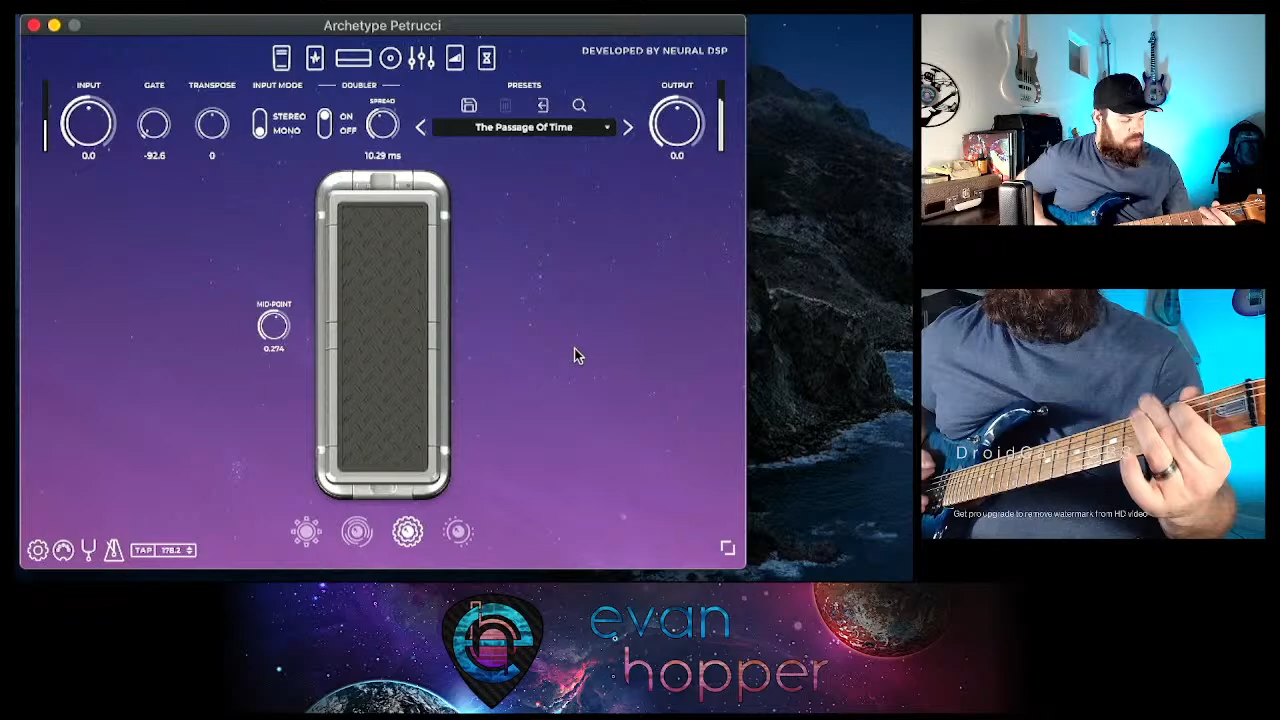 Archetype Petrucci
DEVELOPED BY NEURAL DSP
INPUT
GATE
TRANSPOSE
INPUT MODE
DOUBLER
PRESETS
OUTPUT
STEREO
MONO
ON
OFF
SPREAD
The Passage Of Time
0.0
-92.6
0
10.29 ms
0.0
MID-POINT
0.274
TAP
178.2
Get pro upgrade to remove watermark from HD video
evan
hopper